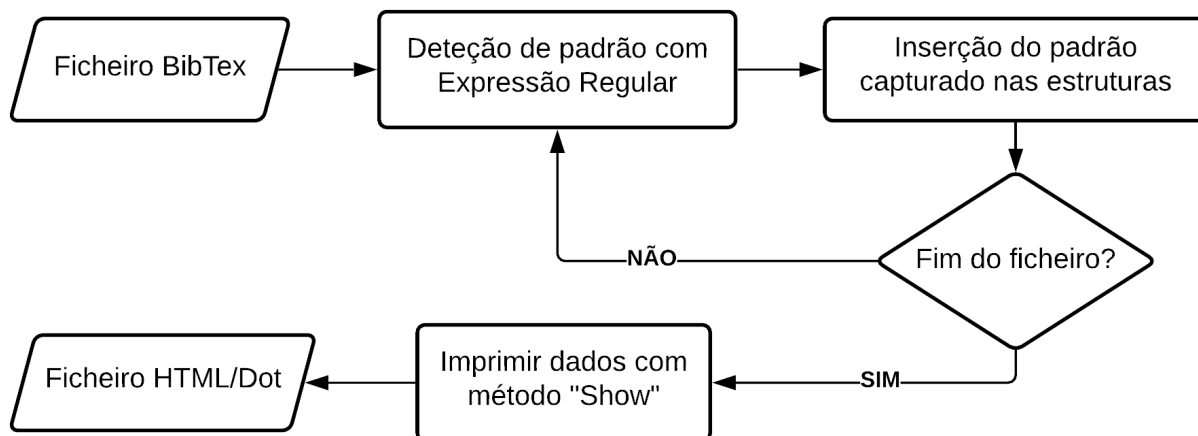 Ficheiro BibTex
Deteção de padrão com
Expressão Regular
Inserção do padrão
capturado nas estruturas
Fim do ficheiro?
NÃO
SIM
Imprimir dados com
método "Show"
Ficheiro HTML/Dot